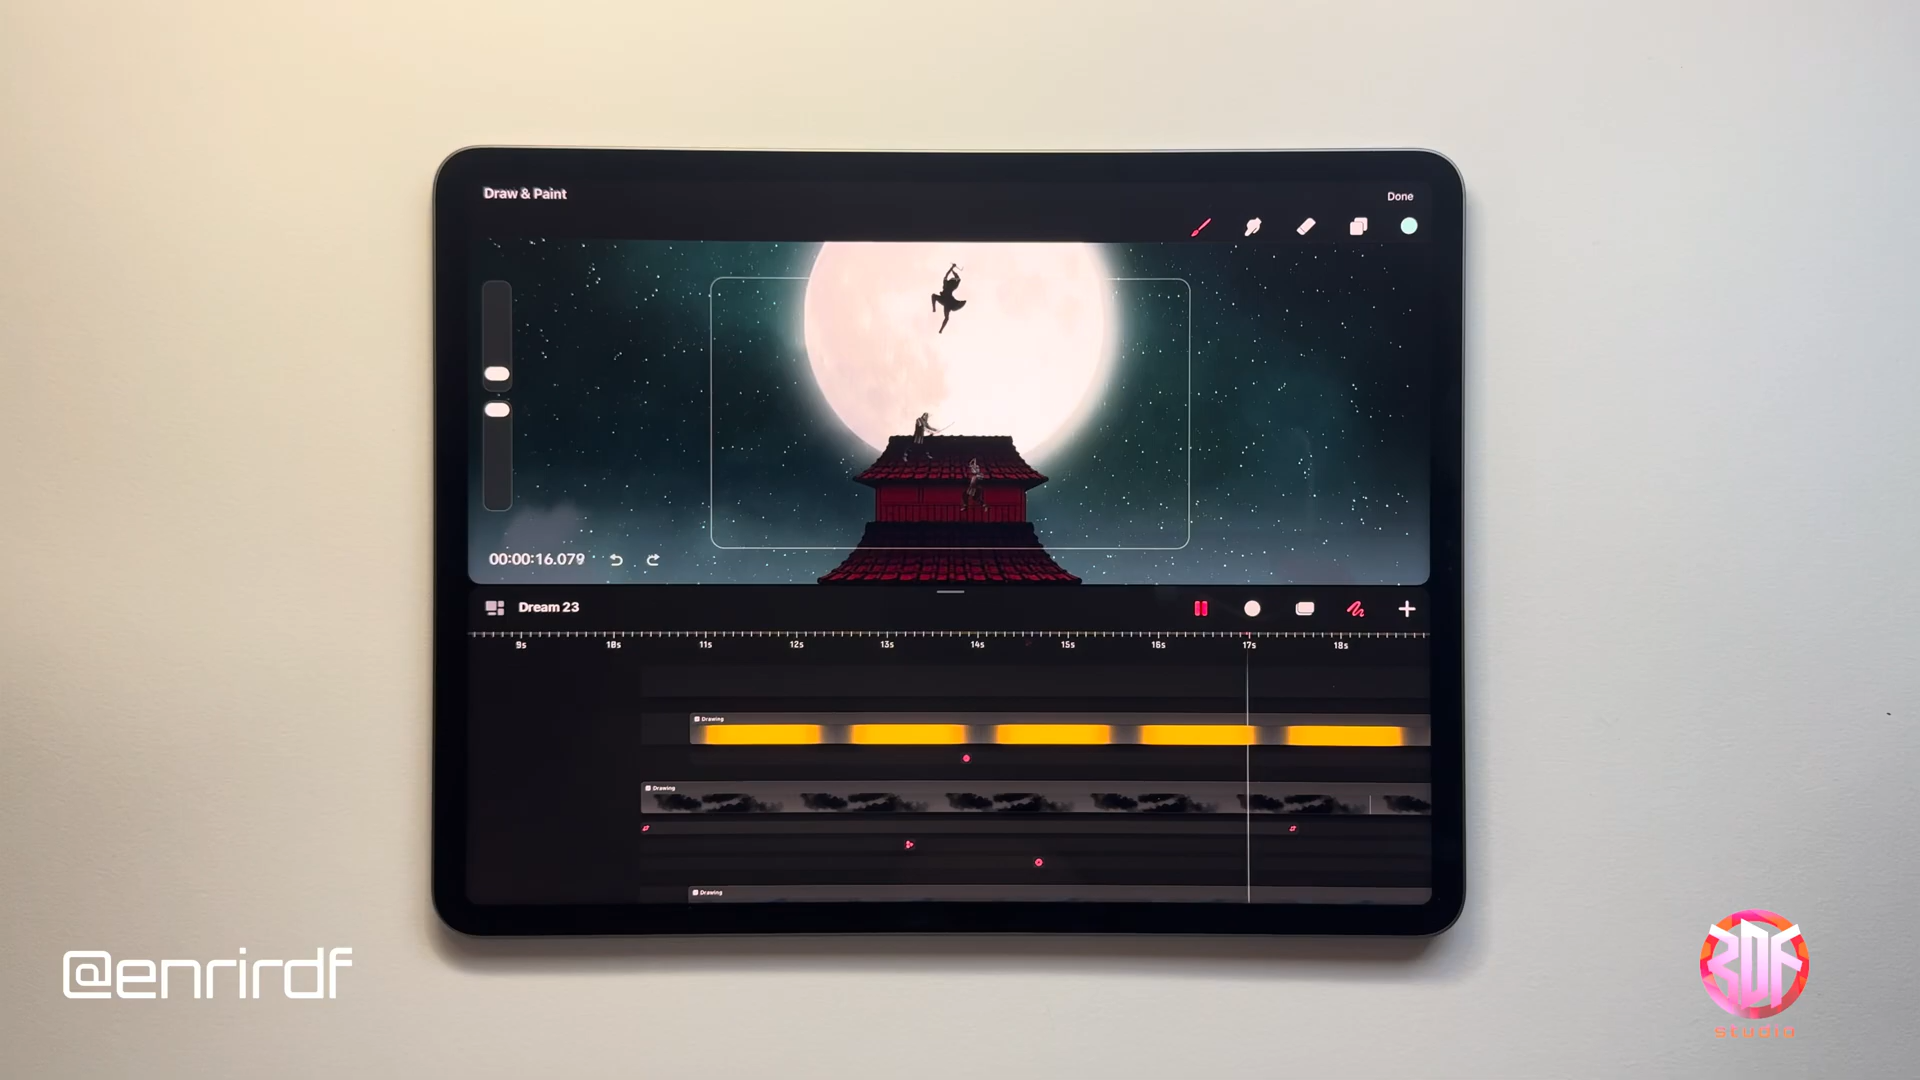 Draw & Paint
Done
00:00:16.079
Dream 23
9s 10s 11s 12s 13s 14s 15s 16s 17s 18s
Drawing
Drawing
Drawing
@enrirdf
RDF
studio